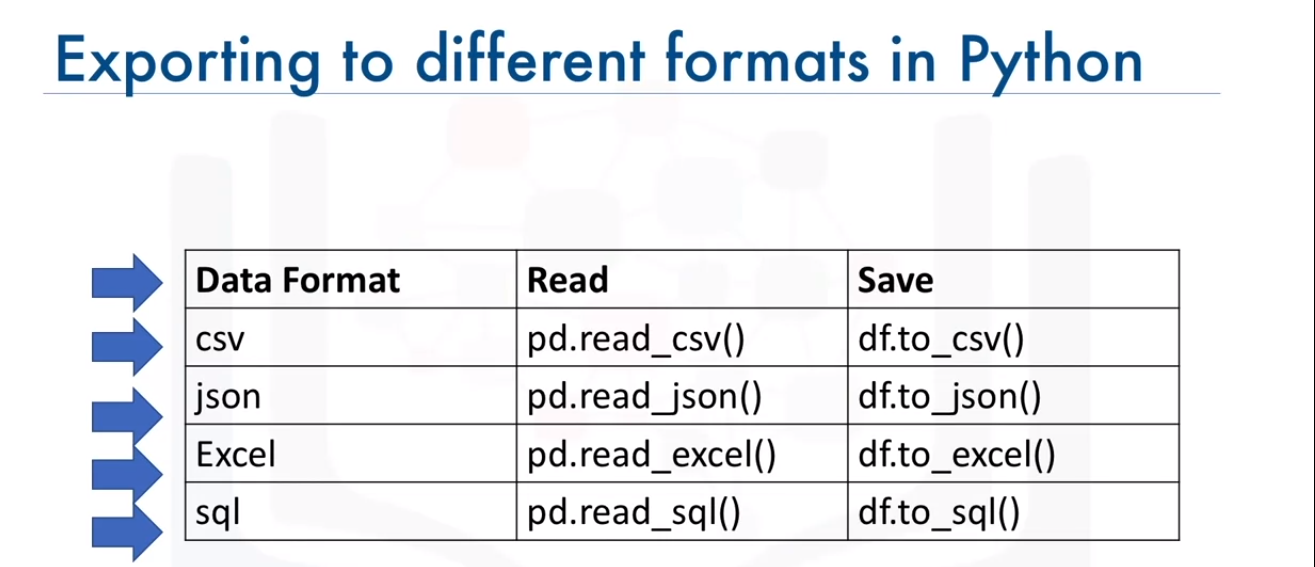 Exporting to different formats in Python
Data Format Read Save
csv pd.read_csv() df.to_csv()
json pd.read_json() df.to_json()
Excel pd.read_excel() df.to_excel()
sql pd.read_sql() df.to_sql()